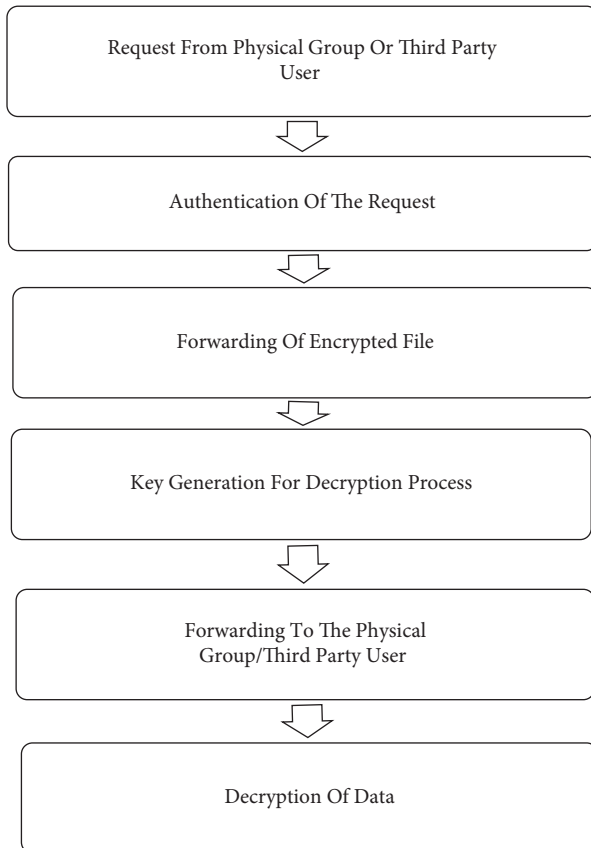 Request From Physical Group Or Third Party
User
Authentication Of The Request
Forwarding Of Encrypted File
Key Generation For Decryption Process
Forwarding To The Physical
Group/Third Party User
Decryption Of Data